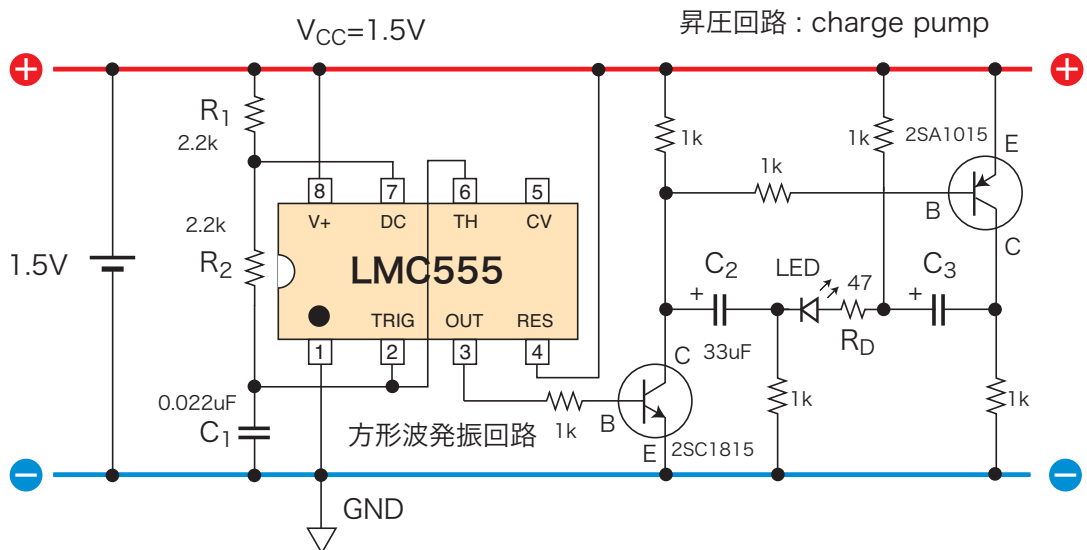 V_CC=1.5V
昇圧回路 : charge pump
R1
2.2k
1k
1k
2SA1015
E
1k
8
7
6
5
B
V+
DC
TH
CV
2.2k
C
1.5V
R2
LMC555
C2
LED
47
C3
+
+
TRIG
OUT
RES
RD
33uF
1
2
3
4
C
0.022uF
1k
1k
C1
方形波発振回路
1k
B
E
2SC1815
GND